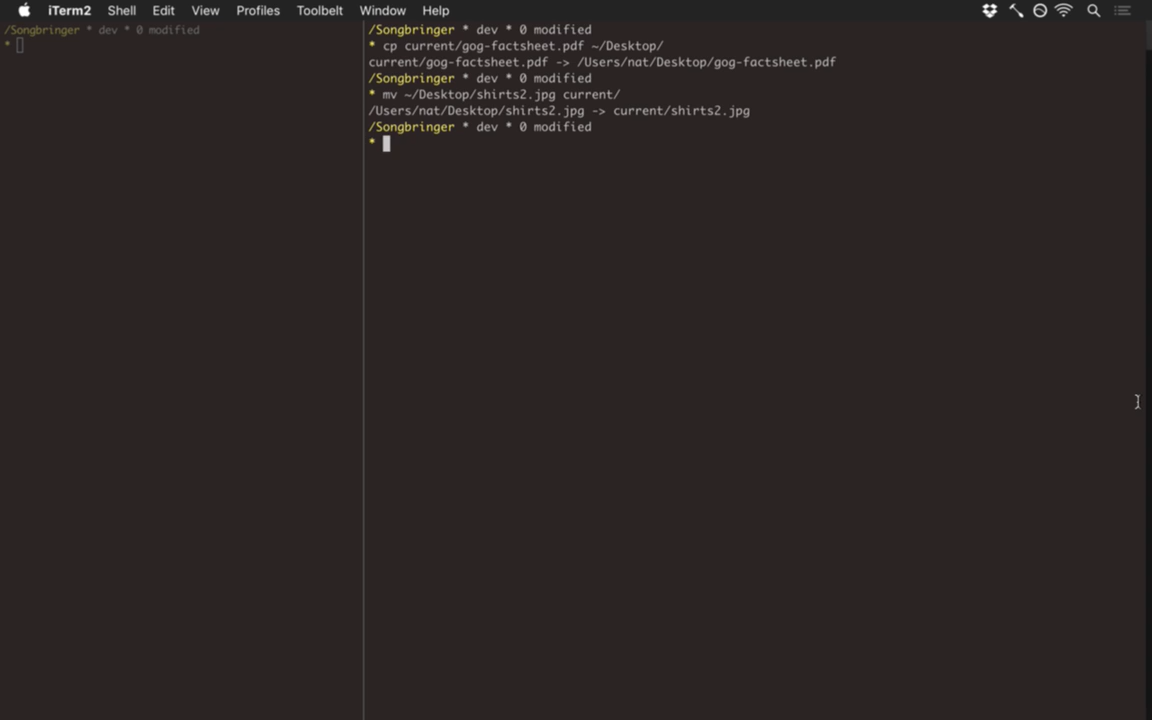 iTerm2 Shell Edit View Profiles Toolbelt Window Help
/Songbringer * dev * 0 modified
*
/Songbringer * dev * 0 modified
* cp current/gog-factsheet.pdf ~/Desktop/
current/gog-factsheet.pdf -> /Users/nat/Desktop/gog-factsheet.pdf
/Songbringer * dev * 0 modified
* mv ~/Desktop/shirts2.jpg current/
/Users/nat/Desktop/shirts2.jpg -> current/shirts2.jpg
/Songbringer * dev * 0 modified
*